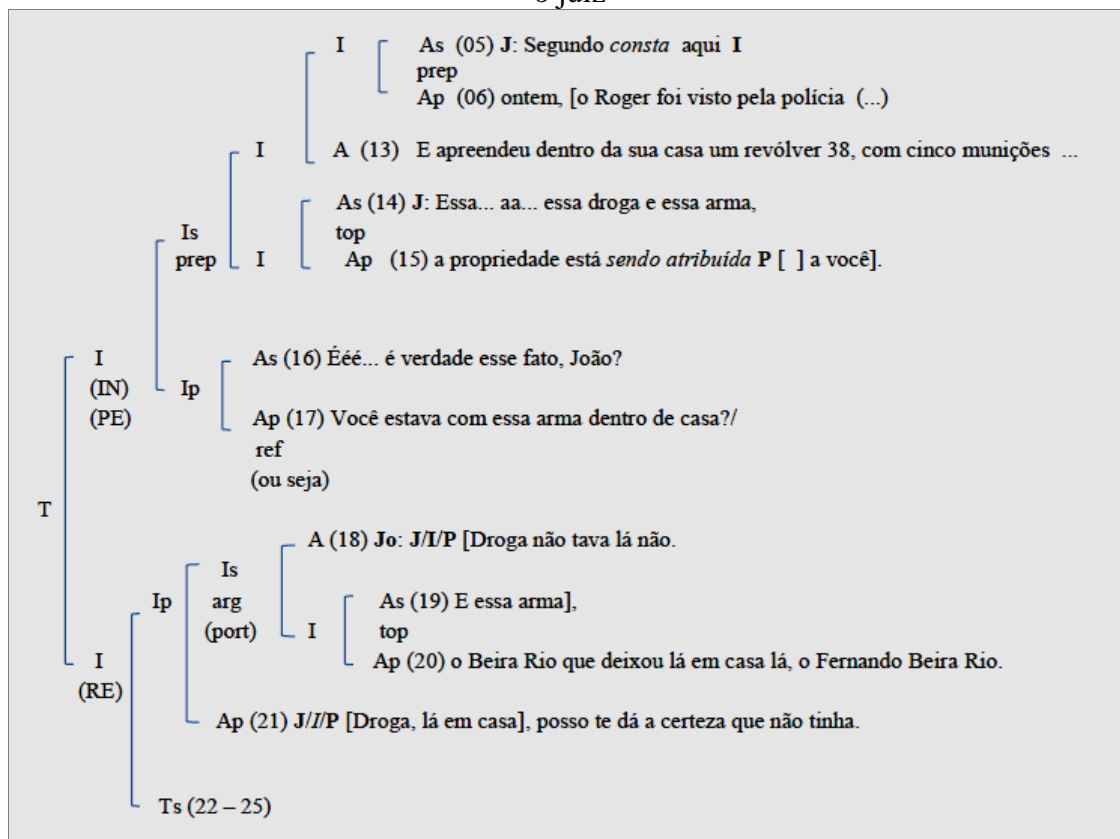 o juiz
I As (05) J: Segundo consta aqui I
prep
Ap (06) ontem, [o Roger foi visto pela polícia (...)
I A (13) E apreendeu dentro da sua casa um revólver 38, com cinco munições ...
As (14) J: Essa... aa... essa droga e essa arma,
Is top
prep I Ap (15) a propriedade está sendo atribuída P [ ] a você].
I As (16) Ééé... é verdade esse fato, João?
(IN) Ip
(PE) Ap (17) Você estava com essa arma dentro de casa?/
ref
(ou seja)
T
A (18) Jo: J/I/P [Droga não tava lá não.
Is
Ip arg As (19) E essa arma],
(port) I top
I Ap (20) o Beira Rio que deixou lá em casa lá, o Fernando Beira Rio.
(RE)
Ap (21) J/I/P [Droga, lá em casa], posso te dá a certeza que não tinha.
Ts (22 – 25)